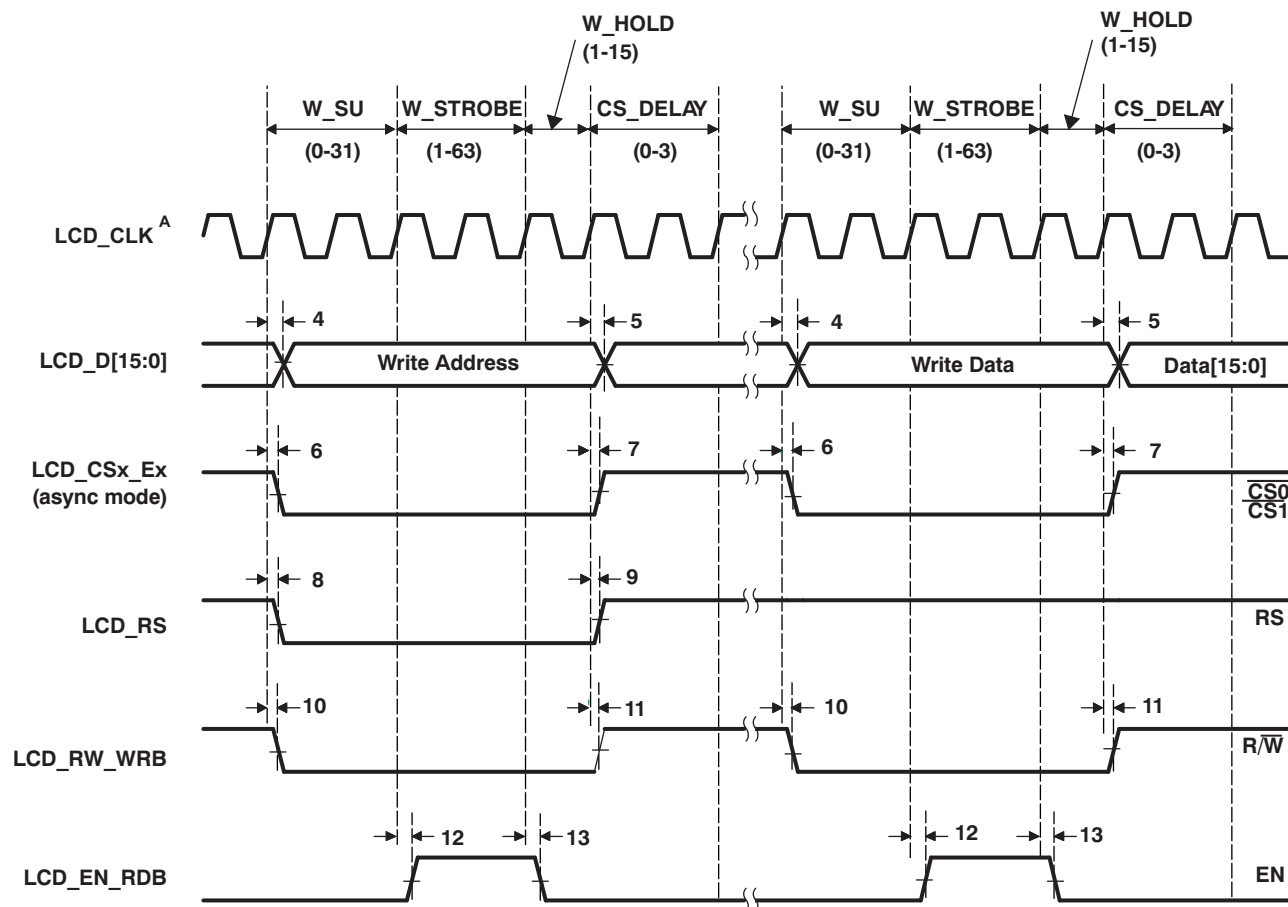 W_HOLD
(1-15)
W_HOLD
(1-15)
W_SU W_STROBE CS_DELAY W_SU W_STROBE CS_DELAY
(0-31) (1-63) (0-3) (0-31) (1-63) (0-3)
LCD_CLK A
4 5 4 5
LCD_D[15:0] Write Address Write Data Data[15:0]
6 7 6 7
LCD_CSx_Ex
(async mode)
CS0
CS1
8 9
LCD_RS RS
10 11 10 11
LCD_RW_WRB R/W
12 13 12 13
LCD_EN_RDB EN